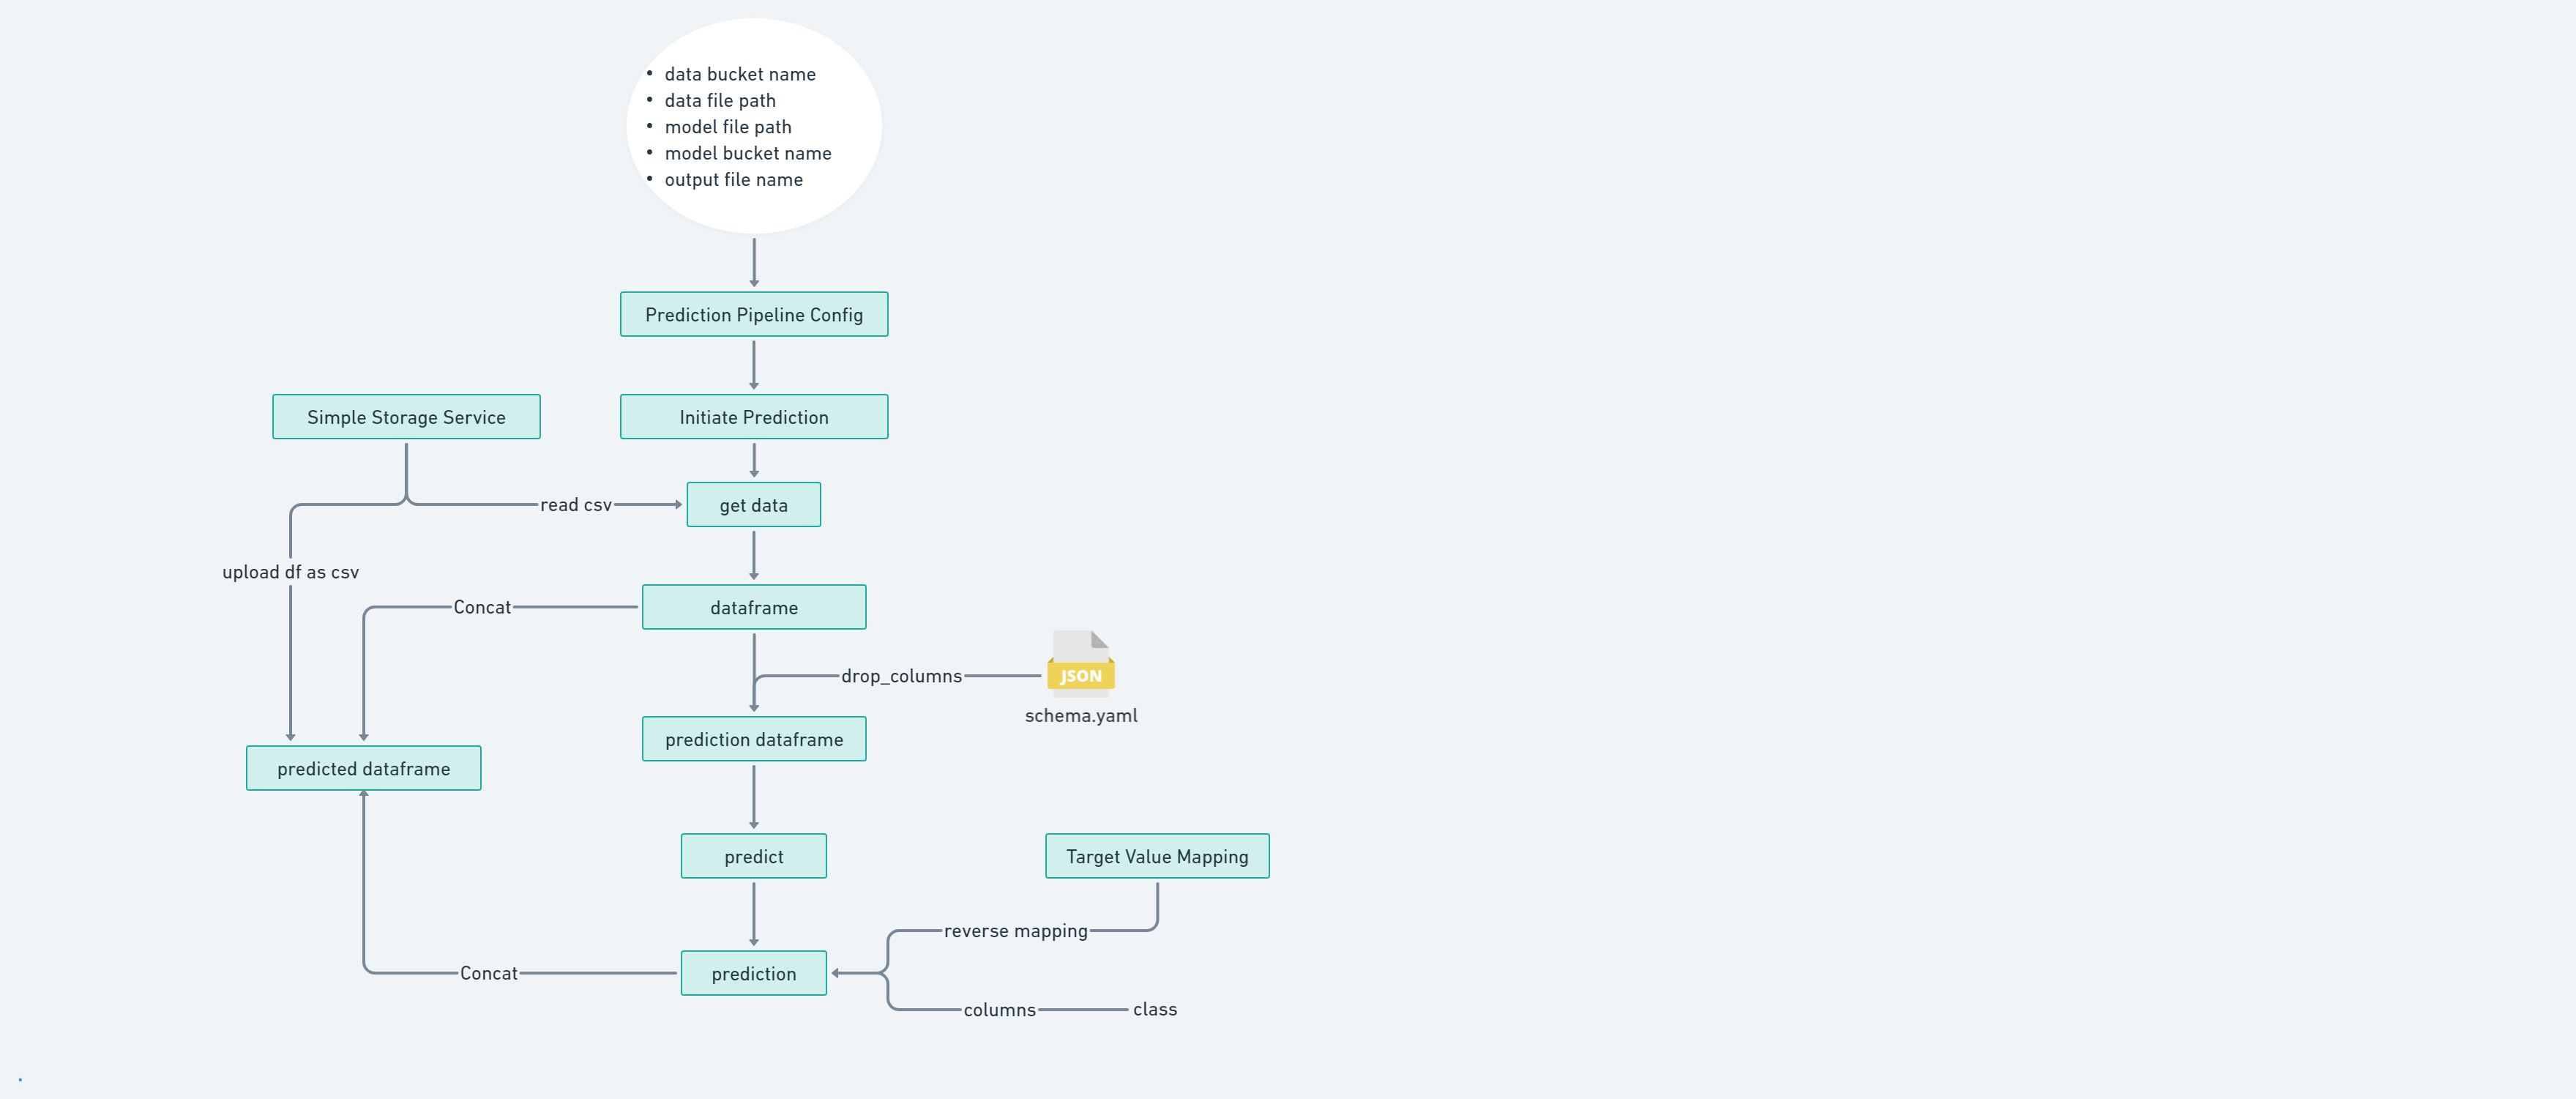 • data bucket name
• data file path
• model file path
• model bucket name
• output file name
Prediction Pipeline Config
Simple Storage Service
Initiate Prediction
read csv
get data
upload df as csv
Concat
dataframe
drop_columns
JSON
schema.yaml
prediction dataframe
predicted dataframe
predict
Target Value Mapping
reverse mapping
Concat
prediction
columns
class